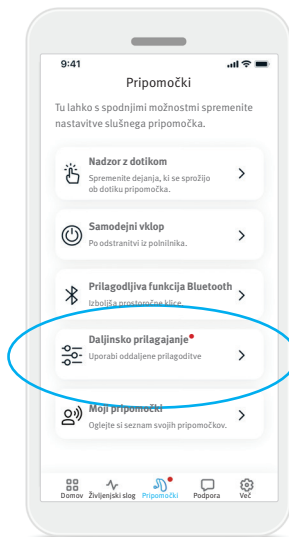 9:41
Pripomočki
Tu lahko s spodnjimi možnostmi spremenite
nastavitve slušnega pripomočka.
Nadzor z dotikom
Spremenite dejanja, ki se sprožijo
ob dotiku pripomočka.
Samodejni vklop
Po odstranitvi iz polnilnika.
Prilagodljiva funkcija Bluetooth
Izboljša prostoročne klice.
Daljinsko prilagajanje
Uporabi oddaljene prilagoditve
Moji pripomočki
Oglejte si seznam svojih pripomočkov.
Domov Življenjski slog Pripomočki Podpora Več